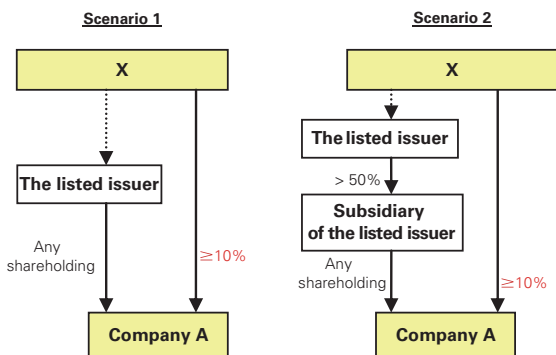 Scenario 1
X
The listed issuer
Any
shareholding
≥10%
Company A
Scenario 2
X
The listed issuer
> 50%
Subsidiary
of the listed issuer
Any
shareholding
≥10%
Company A